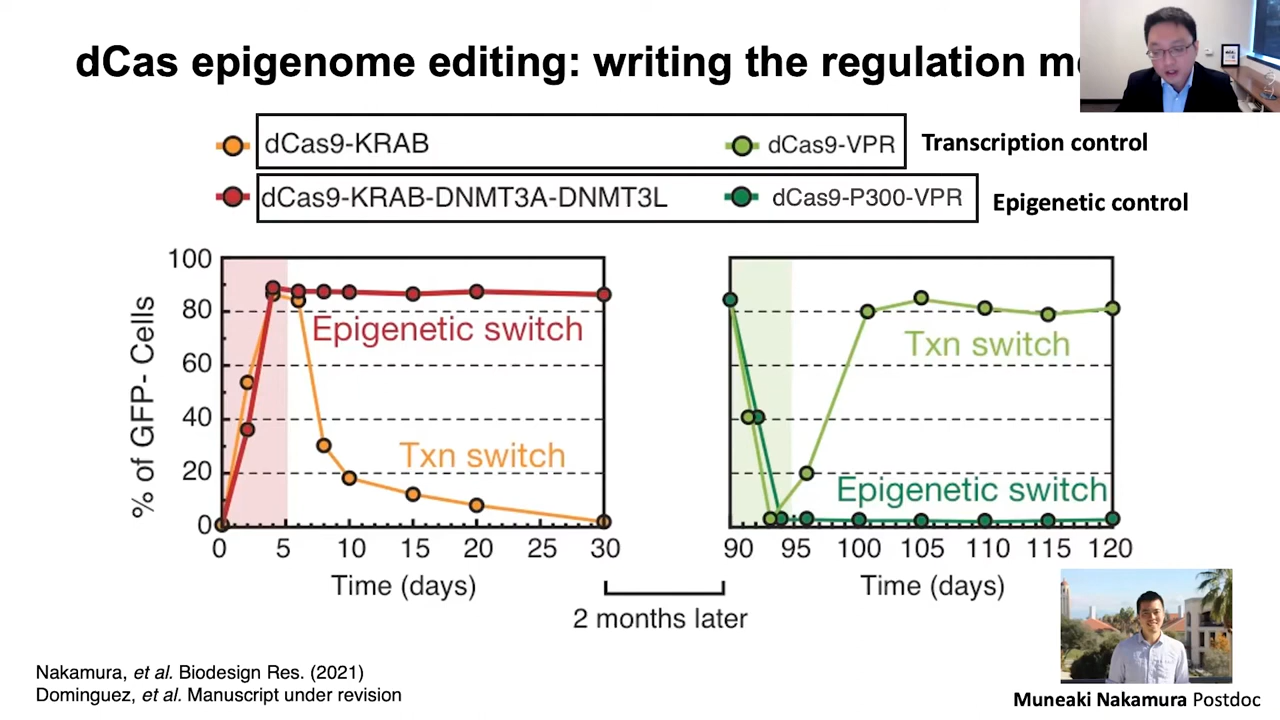 dCas epigenome editing: writing the regulation
dCas9-KRAB
dCas9-VPR
Transcription control
dCas9-KRAB-DNMT3A-DNMT3L
dCas9-P300-VPR
Epigenetic control
% of GFP- Cells
100
80
60
40
20
0
Epigenetic switch
Txn switch
0 5 10 15 20 25 30
Time (days)
Txn switch
Epigenetic switch
90 95 100 105 110 115 120
Time (days)
2 months later
Nakamura, et al. Biodesign Res. (2021)
Dominguez, et al. Manuscript under revision
Muneaki Nakamura Postdoc